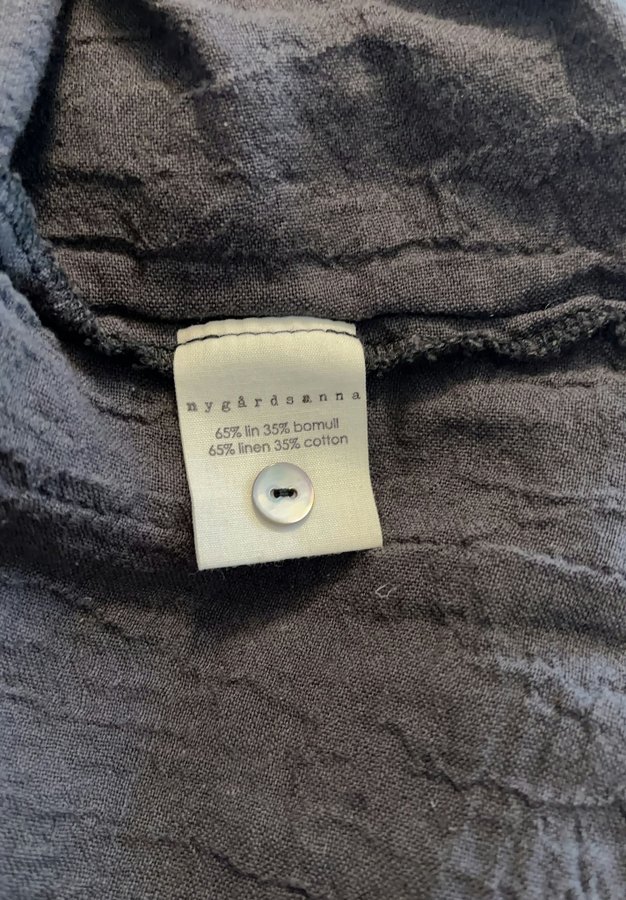 nygårdsanna
65% lin 35% bomull
65% linen 35% cotton